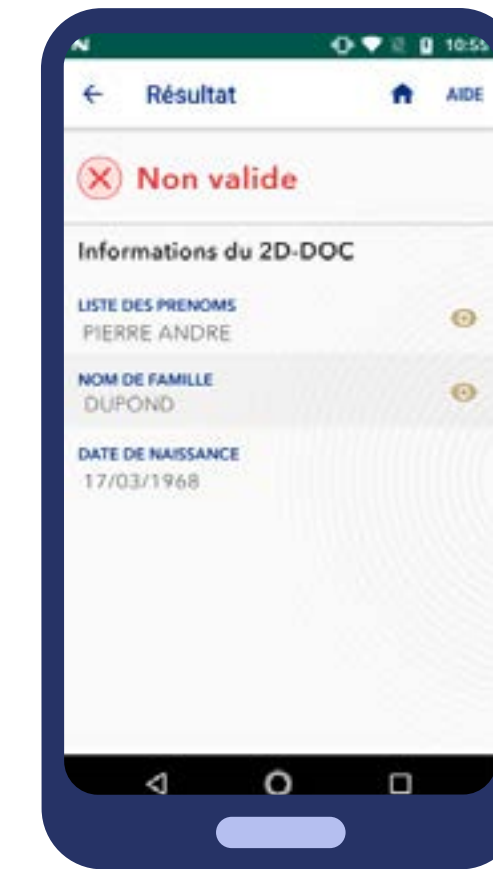 10:55
Résultat AIDE
Non valide
Informations du 2D-DOC
LISTE DES PRENOMS
PIERRE ANDRE
NOM DE FAMILLE
DUPOND
DATE DE NAISSANCE
17/03/1968